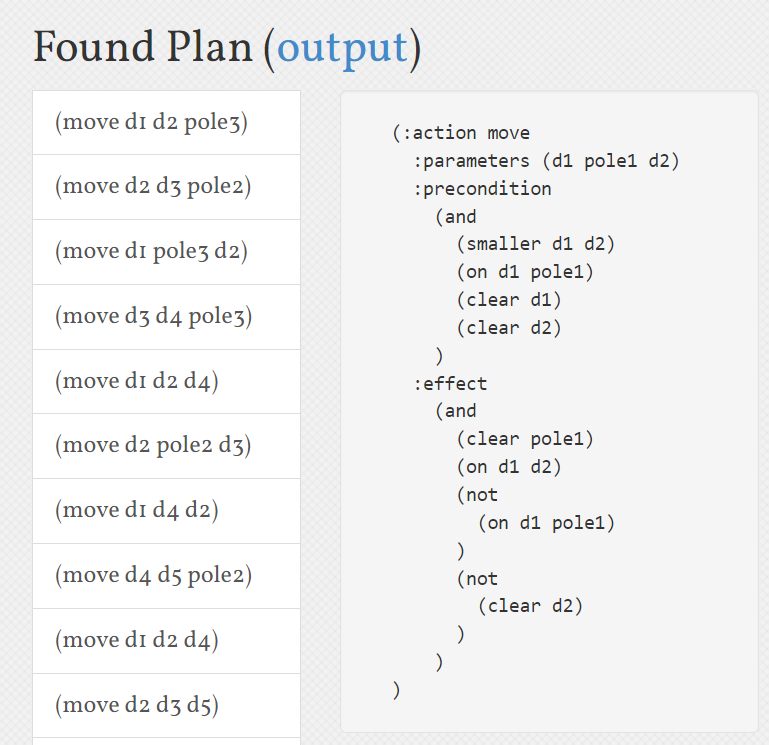 Found Plan (output)
(move d1 d2 pole3)
(move d2 d3 pole2)
(move d1 pole3 d2)
(move d3 d4 pole3)
(move d1 d2 d4)
(move d2 pole2 d3)
(move d1 d4 d2)
(move d4 d5 pole2)
(move d1 d2 d4)
(move d2 d3 d5)
(:action move
:parameters (d1 pole1 d2)
:precondition
(and
(smaller d1 d2)
(on d1 pole1)
(clear d1)
(clear d2)
)
:effect
(and
(clear pole1)
(on d1 d2)
(not
(on d1 pole1)
)
(not
(clear d2)
)
)
)